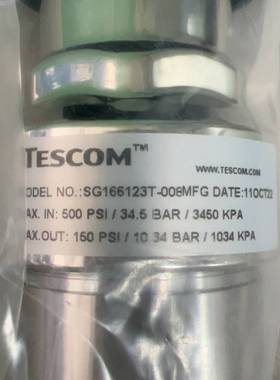 TESCOM™
WWW.TESCOM.COM
ODEL NO.:SG166123T-008MFG DATE:11OCT22
AX. IN: 500 PSI / 34.5 BAR / 3450 KPA
AX.OUT: 150 PSI / 10.34 BAR / 1034 KPA